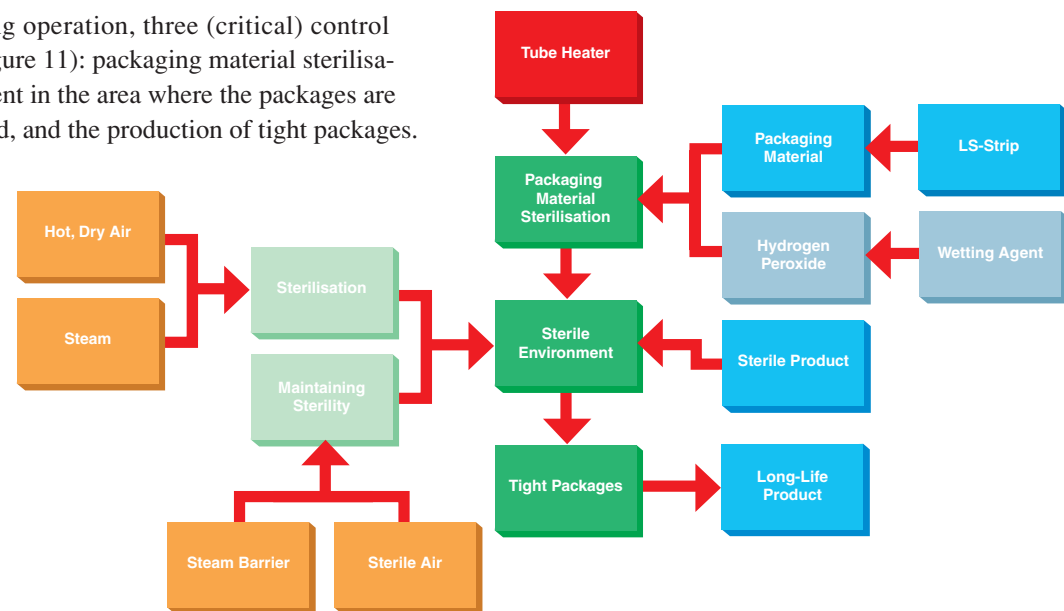 ng operation, three (critical) control
gure 11): packaging material sterilisa-
ent in the area where the packages are
d, and the production of tight packages.
Tube Heater
Packaging
Material
LS-Strip
Packaging
Material
Sterilisation
Hot, Dry Air
Hydrogen
Peroxide
Wetting Agent
Sterilisation
Steam
Sterile
Environment
Sterile Product
Maintaining
Sterility
Tight Packages
Long-Life
Product
Steam Barrier
Sterile Air